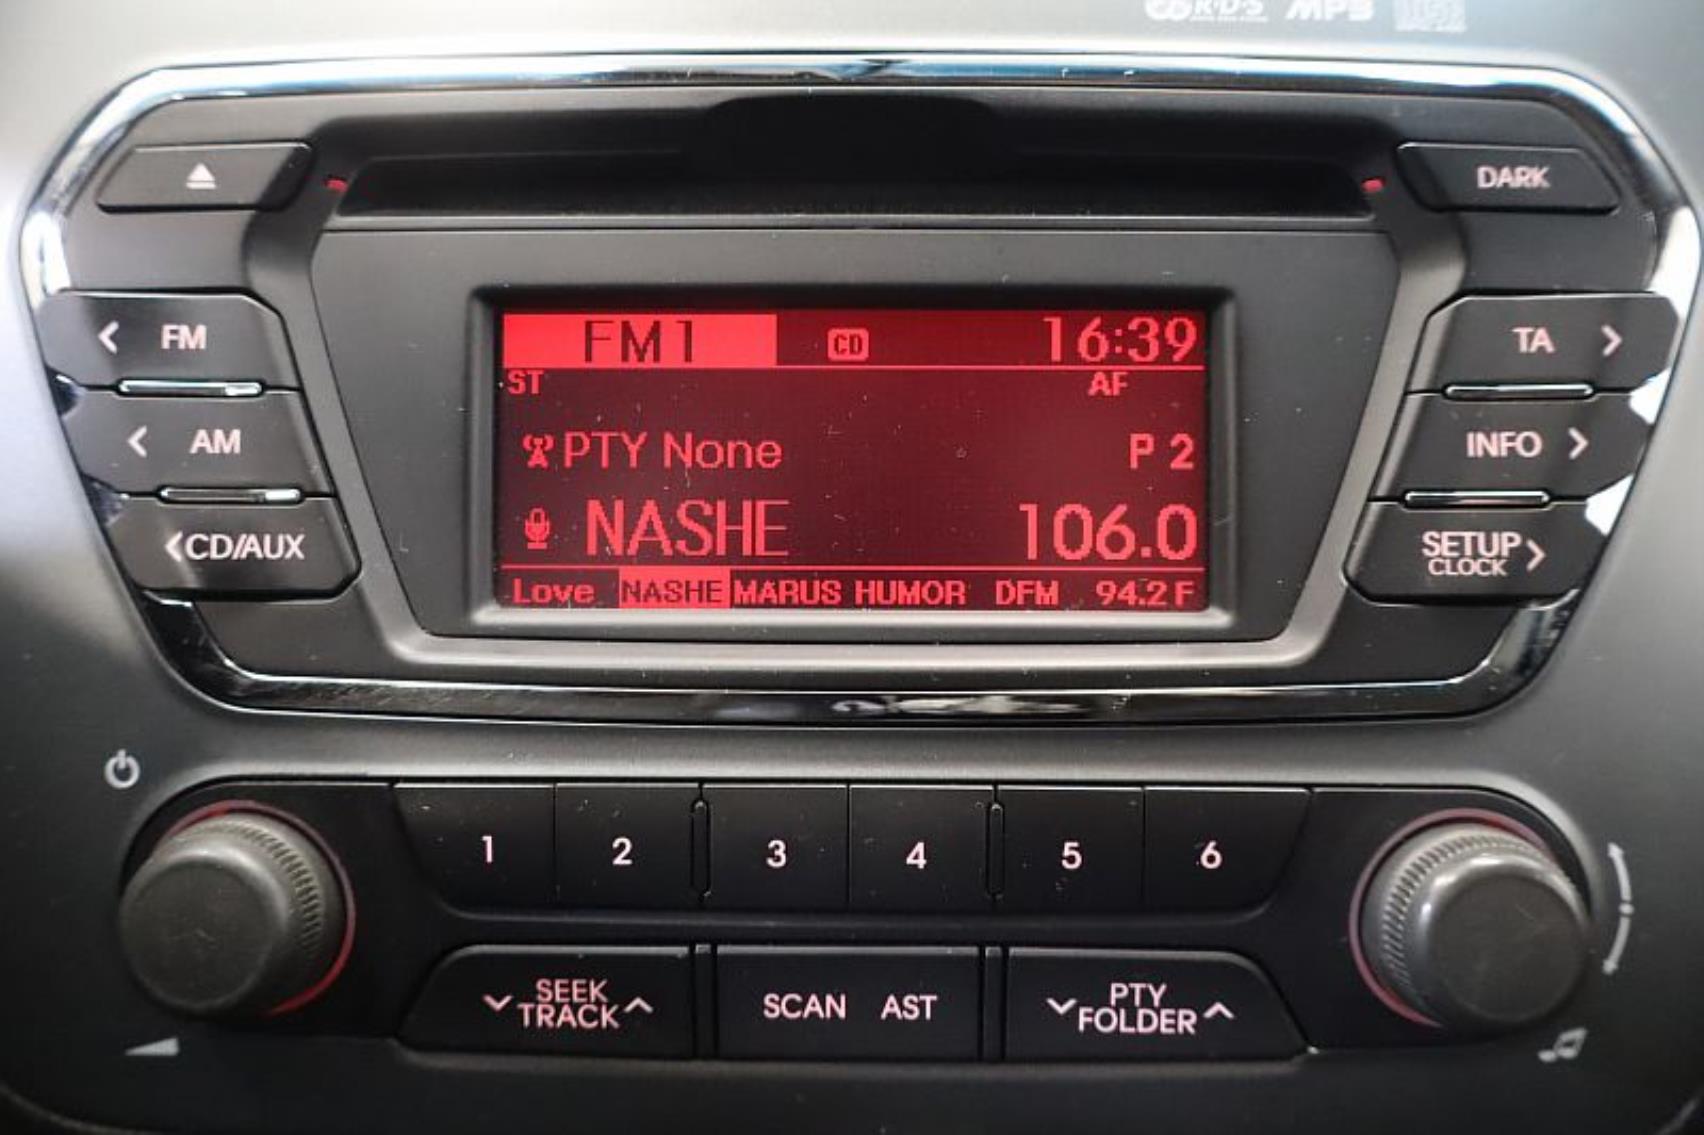 RDS MP3
DARK
FM1 CD 16:39
ST AF
FM
TA
PTY None P 2
AM
INFO
NASHE 106.0
CD/AUX
SETUP
CLOCK
Love NASHE MARUS HUMOR DFM 94.2 F
1 2 3 4 5 6
SEEK
TRACK
SCAN AST
PTY
FOLDER